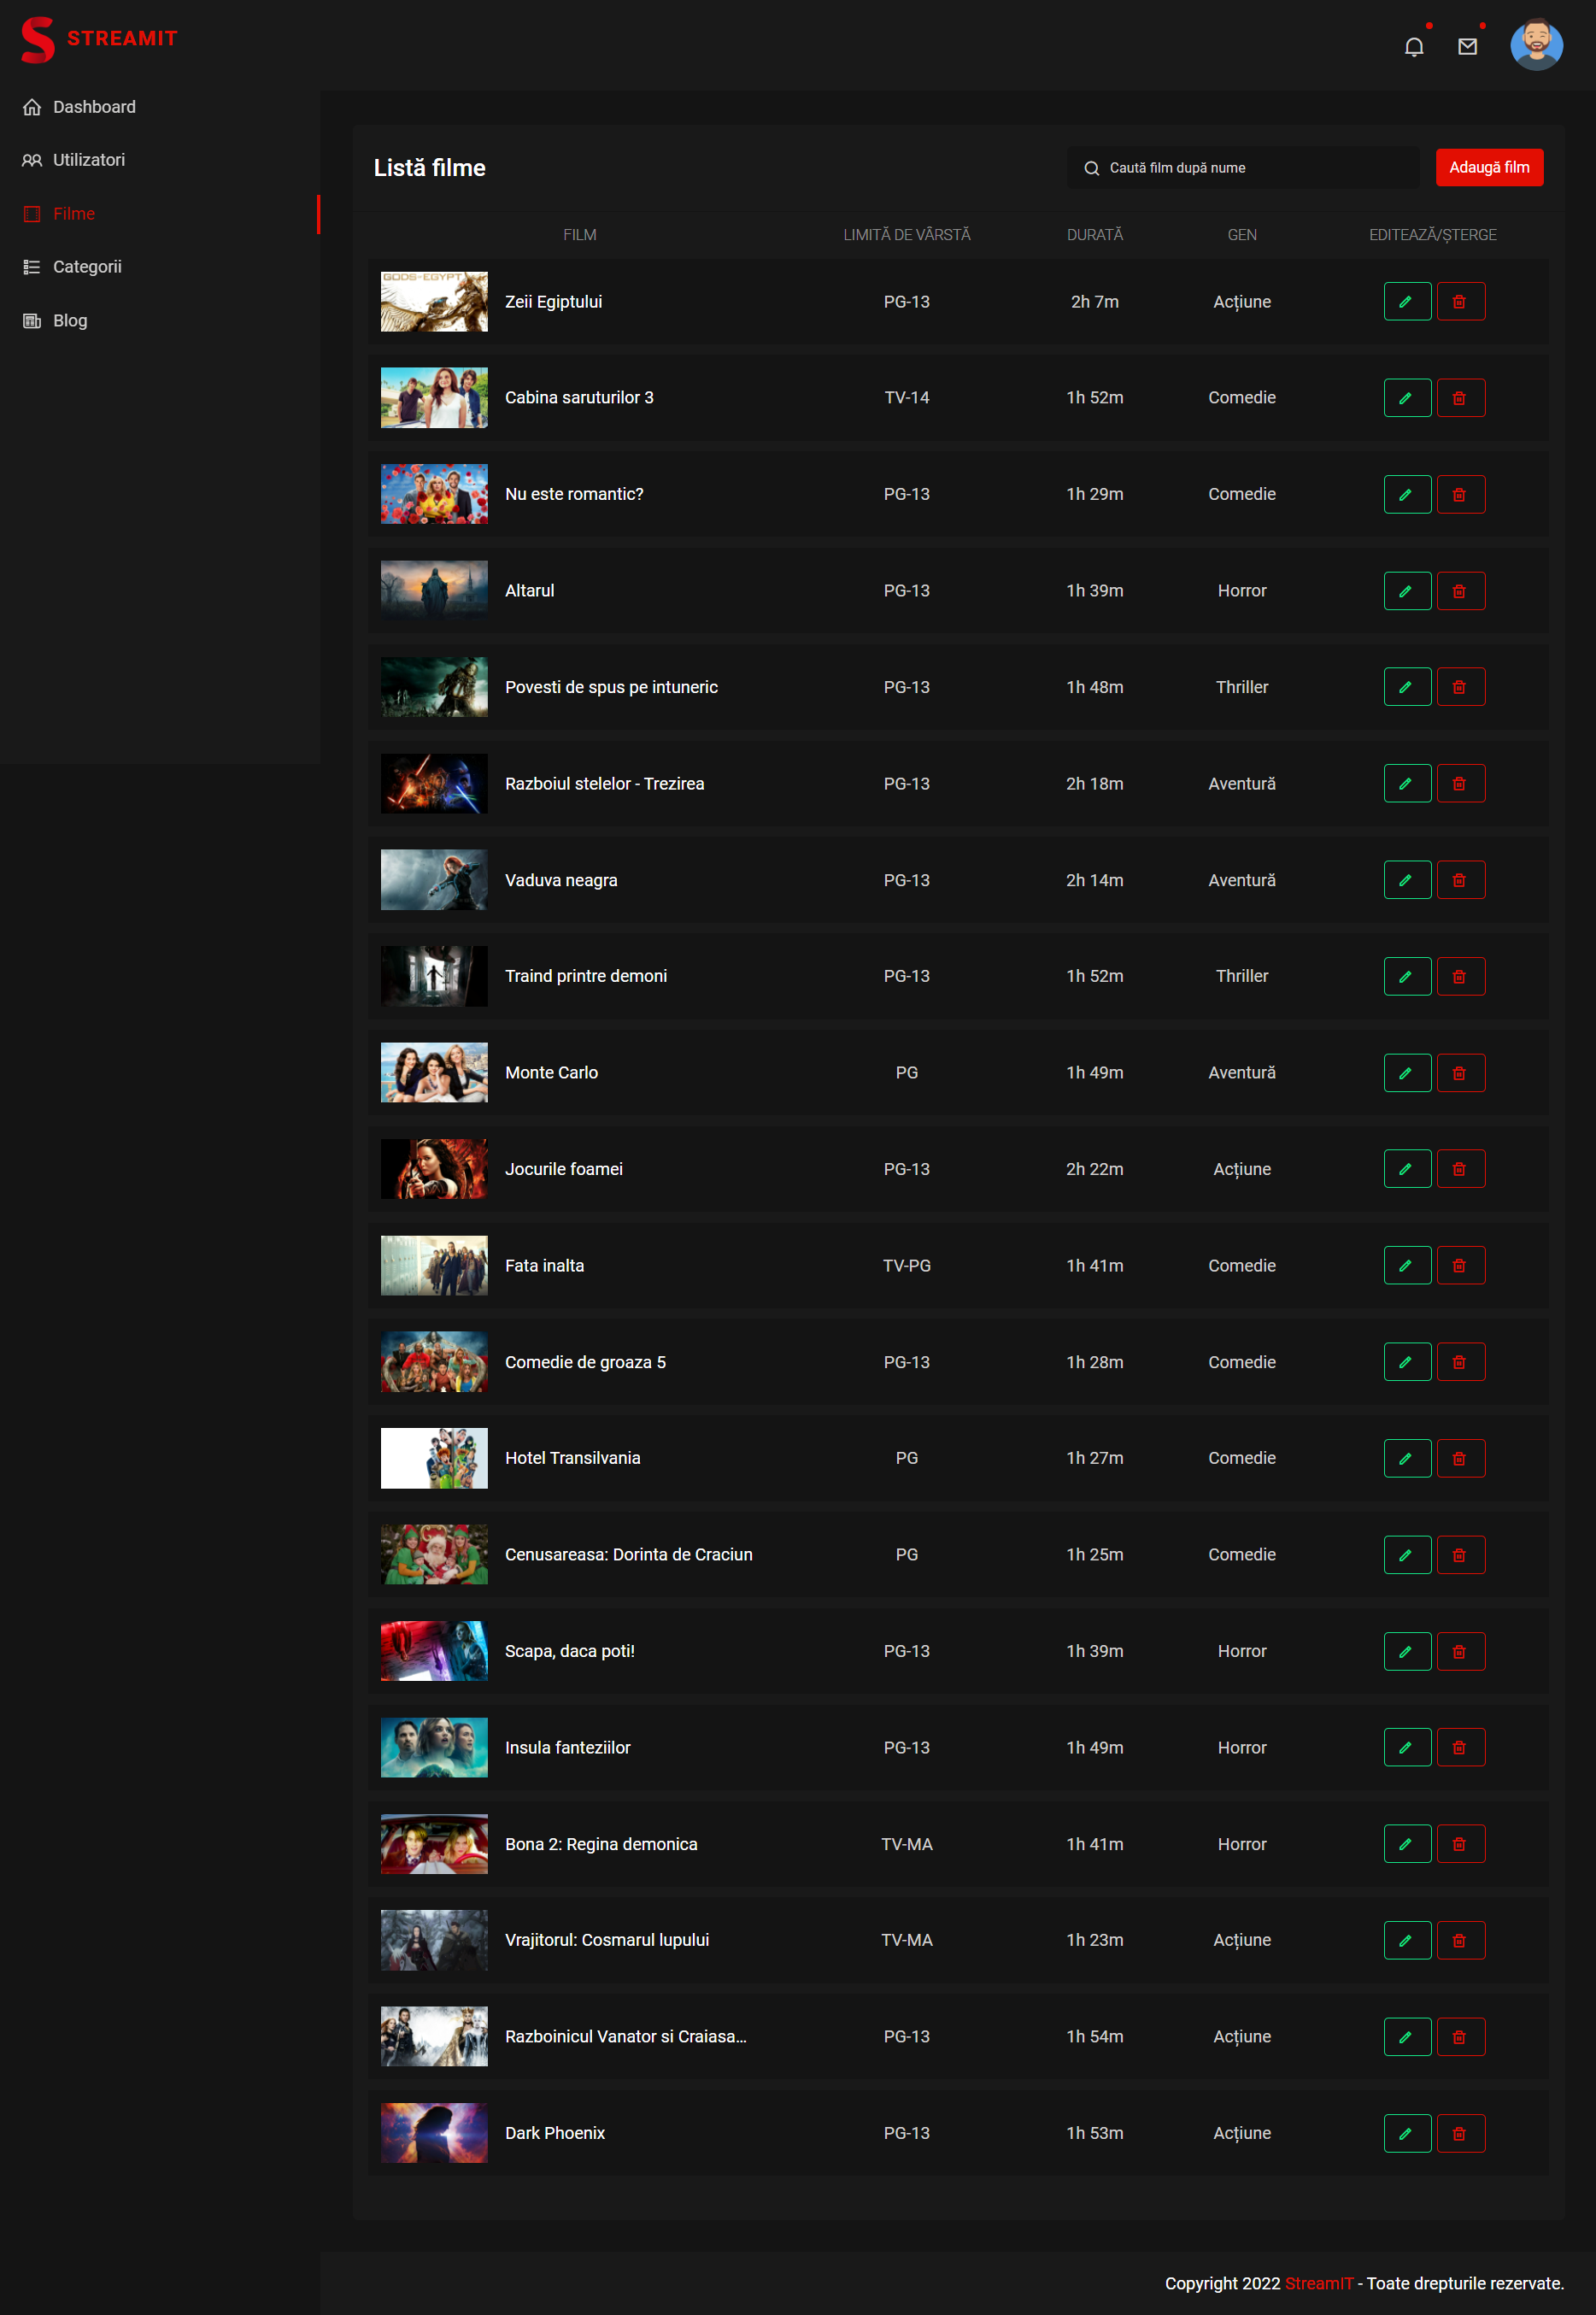 STREAMIT
Dashboard
Utilizatori
Filme
Categorii
Blog
Listă filme
Caută film după nume
Adaugă film
FILM LIMITĂ DE VÂRSTĂ DURATĂ GEN EDITEAZĂ/ȘTERGE
GODS OF EGYPT
Zeii Egiptului PG-13 2h 7m Acțiune
Cabina saruturilor 3 TV-14 1h 52m Comedie
Nu este romantic? PG-13 1h 29m Comedie
Altarul PG-13 1h 39m Horror
Povesti de spus pe intuneric PG-13 1h 48m Thriller
Razboiul stelelor - Trezirea PG-13 2h 18m Aventură
Vaduva neagra PG-13 2h 14m Aventură
Traind printre demoni PG-13 1h 52m Thriller
Monte Carlo PG 1h 49m Aventură
Jocurile foamei PG-13 2h 22m Acțiune
Fata inalta TV-PG 1h 41m Comedie
Comedie de groaza 5 PG-13 1h 28m Comedie
Hotel Transilvania PG 1h 27m Comedie
Cenusareasa: Dorinta de Craciun PG 1h 25m Comedie
Scapa, daca poti! PG-13 1h 39m Horror
Insula fanteziilor PG-13 1h 49m Horror
Bona 2: Regina demonica TV-MA 1h 41m Horror
Vrajitorul: Cosmarul lupului TV-MA 1h 23m Acțiune
Razboinicul Vanator si Craiasa... PG-13 1h 54m Acțiune
Dark Phoenix PG-13 1h 53m Acțiune
Copyright 2022 StreamIT - Toate drepturile rezervate.